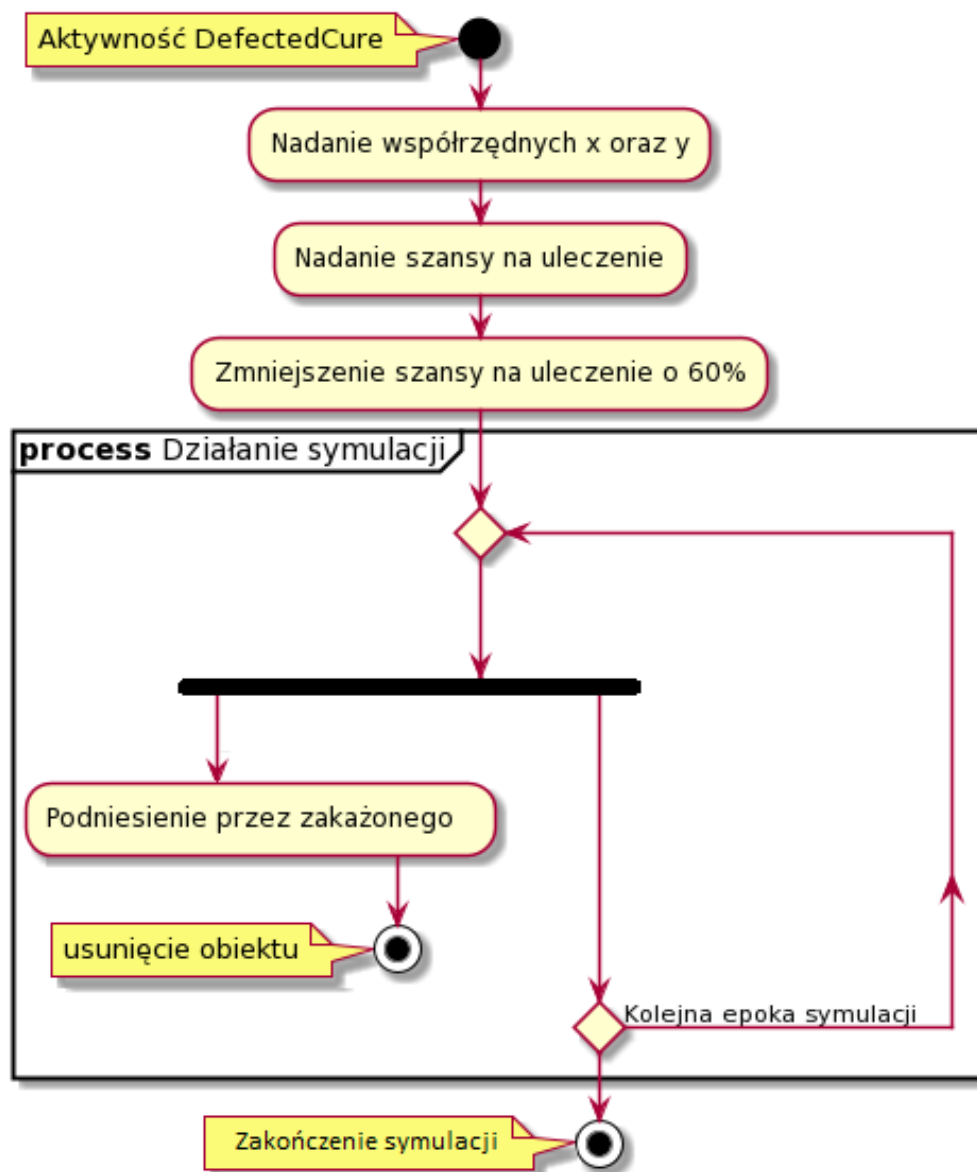 Aktywność DefectedCure
Nadanie współrzędnych x oraz y
Nadanie szansy na uleczenie
Zmniejszenie szansy na uleczenie o 60%
process Działanie symulacji
Podniesienie przez zakażonego
usunięcie obiektu
Kolejna epoka symulacji
Zakończenie symulacji